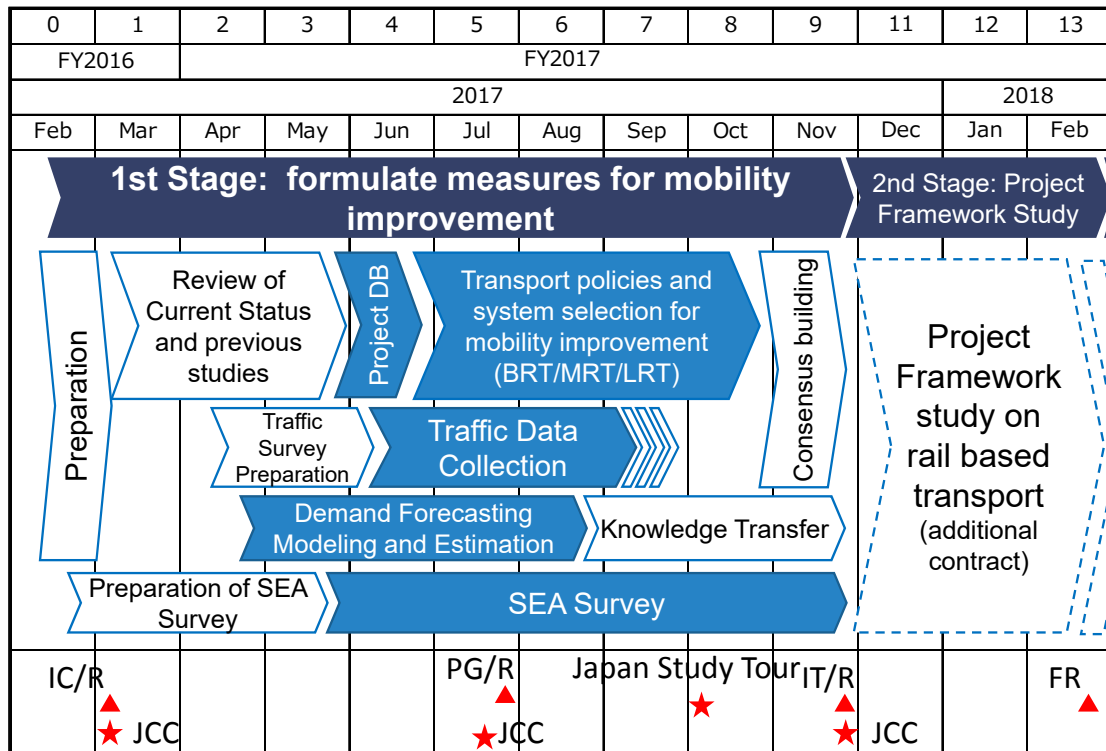 0 1 2 3 4 5 6 7 8 9 11 12 13
FY2016 FY2017
2017 2018
Feb Mar Apr May Jun Jul Aug Sep Oct Nov Dec Jan Feb
1st Stage: formulate measures for mobility
improvement
2nd Stage: Project
Framework Study
Preparation
Review of
Current Status
and previous
studies
Project DB
Transport policies and
system selection for
mobility improvement
(BRT/MRT/LRT)
Consensus building
Project
Framework
study on
rail based
transport
(additional
contract)
Traffic
Survey
Preparation
Traffic Data
Collection
Demand Forecasting
Modeling and Estimation
Knowledge Transfer
Preparation of SEA
Survey
SEA Survey
IC/R PG/R Japan Study Tour IT/R FR
JCC JCC JCC